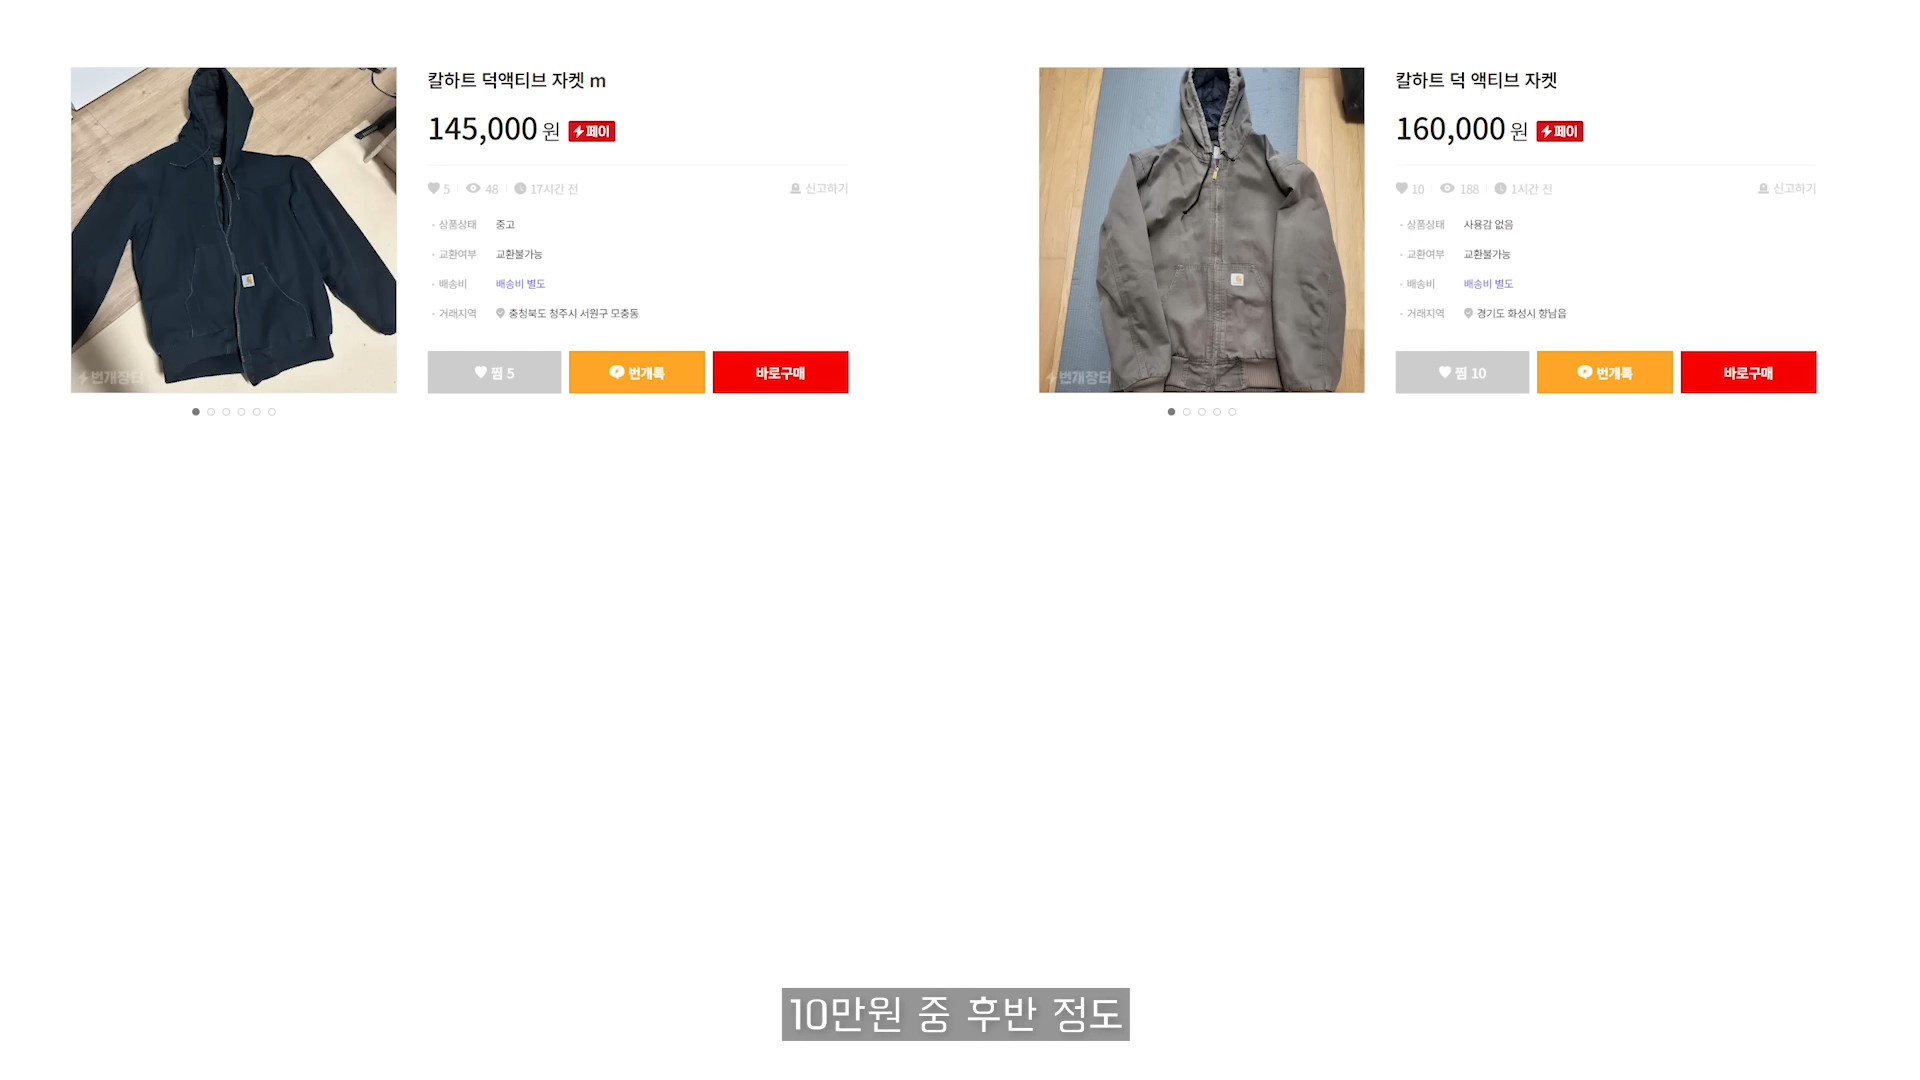 칼하트 덕액티브 자켓 m
145,000 원 페이
5 48 17시간 전 신고하기
상품상태 중고
교환여부 교환불가능
배송비 배송비 별도
거래지역 충청북도 청주시 서원구 모충동
찜 5 번개톡 바로구매
번개장터
칼하트 덕 액티브 자켓
160,000 원 페이
10 188 1시간 전 신고하기
상품상태 사용감 없음
교환여부 교환불가능
배송비 배송비 별도
거래지역 경기도 화성시 향남읍
찜 10 번개톡 바로구매
번개장터
10만원 중 후반 정도